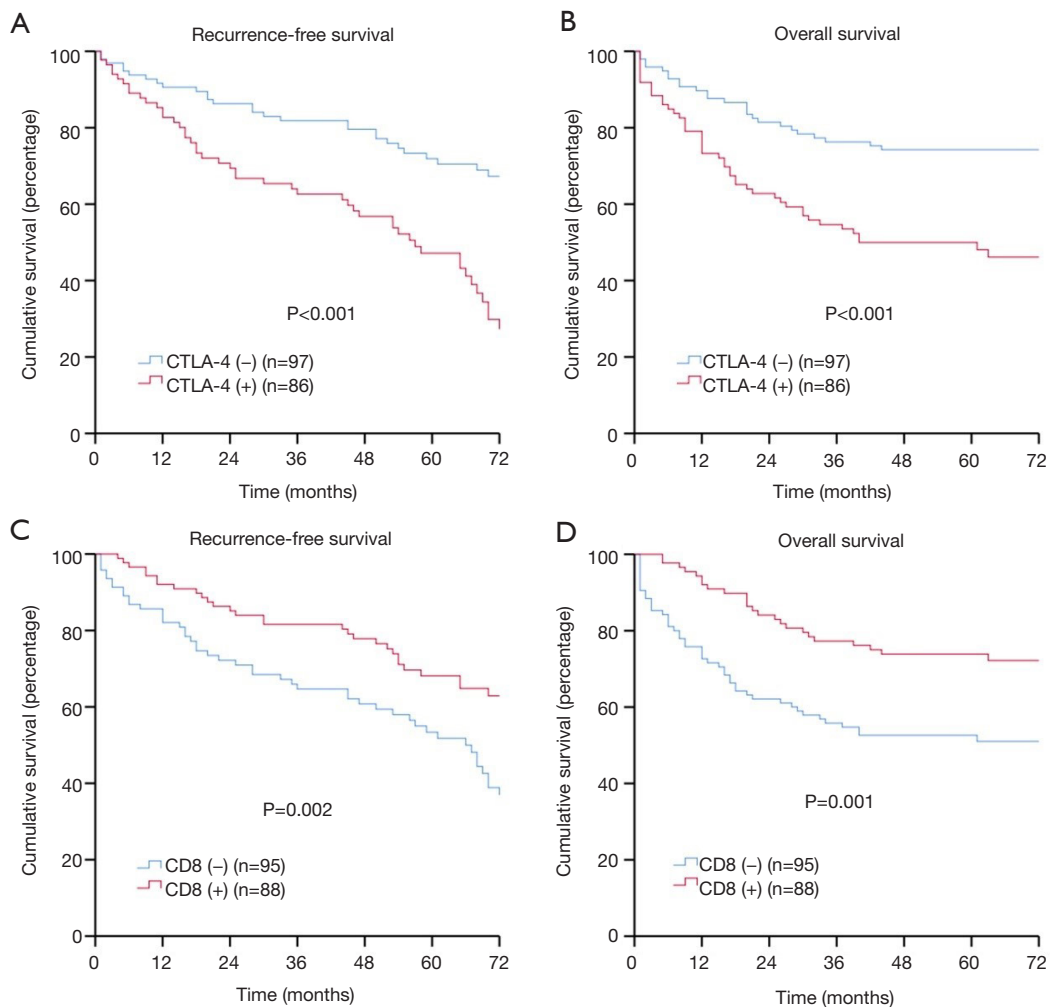 A
Recurrence-free survival
Cumulative survival (percentage)
100
80
60
40
20
0
P<0.001
CTLA-4 (–) (n=97)
CTLA-4 (+) (n=86)
0 12 24 36 48 60 72
Time (months)
B
Overall survival
Cumulative survival (percentage)
100
80
60
40
20
0
P<0.001
CTLA-4 (–) (n=97)
CTLA-4 (+) (n=86)
0 12 24 36 48 60 72
Time (months)
C
Recurrence-free survival
Cumulative survival (percentage)
100
80
60
40
20
0
P=0.002
CD8 (–) (n=95)
CD8 (+) (n=88)
0 12 24 36 48 60 72
Time (months)
D
Overall survival
Cumulative survival (percentage)
100
80
60
40
20
0
P=0.001
CD8 (–) (n=95)
CD8 (+) (n=88)
0 12 24 36 48 60 72
Time (months)